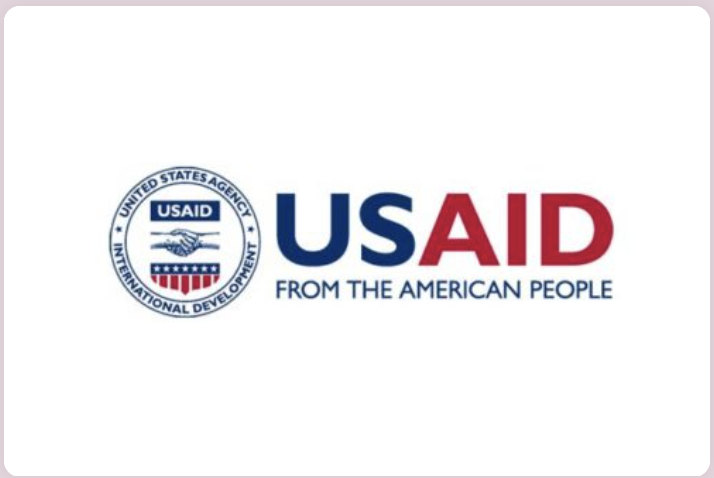 UNITED STATES AGENCY
USAID
INTERNATIONAL DEVELOPMENT
USAID
FROM THE AMERICAN PEOPLE